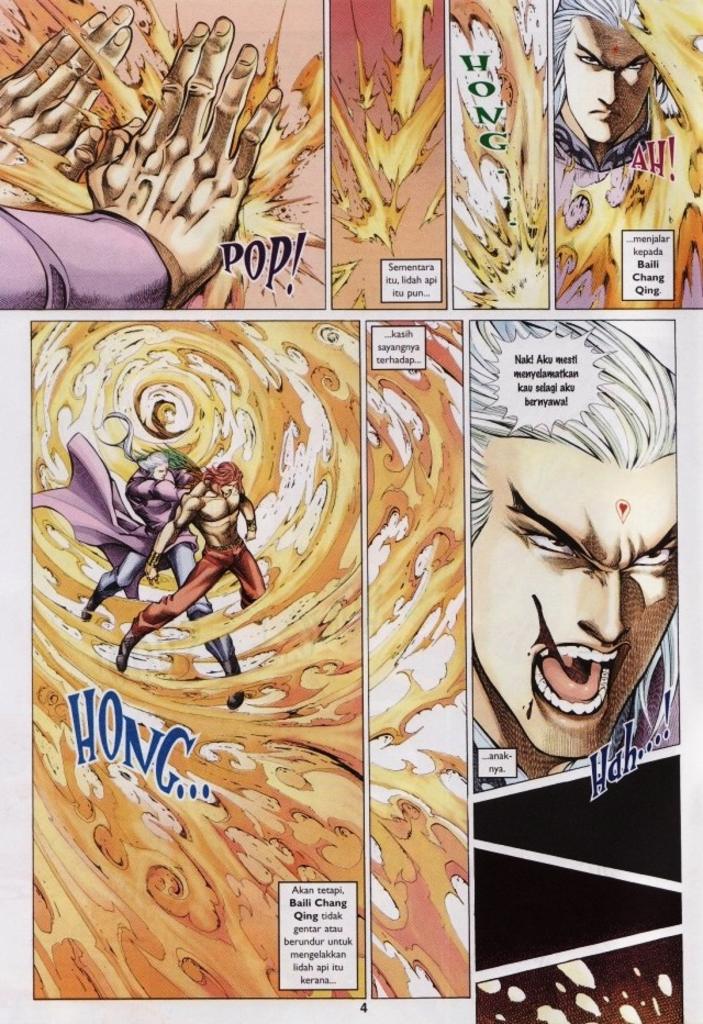 POP!
Sementara
itu, lidah api
itu pun...
HONG...!
AH!
...menjalar
kepada
Baili
Chang
Qing.
HONG...
Akan tetapi,
Baili Chang
Qing tidak
gentar atau
berundur untuk
mengelakkan
lidah api itu
kerana...
...kasih
sayangnya
terhadap...
Nak! Aku mesti
menyelamatkan
kau selagi aku
bernyawa!
...anak-
nya.
Hah....!
4